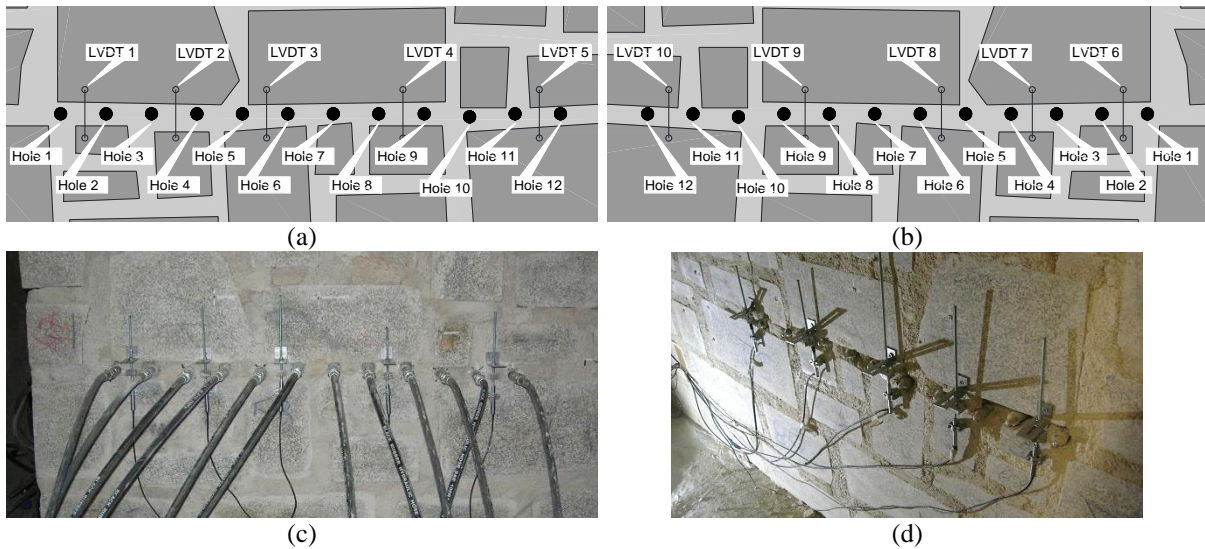 LVDT 1
LVDT 2
LVDT 3
LVDT 4
LVDT 5
Hole 1
Hole 3
Hole 5
Hole 7
Hole 9
Hole 11
Hole 2
Hole 4
Hole 6
Hole 8
Hole 10
Hole 12
(a)
LVDT 10
LVDT 9
LVDT 8
LVDT 7
LVDT 6
Hole 11
Hole 9
Hole 7
Hole 5
Hole 3
Hole 1
Hole 12
Hole 10
Hole 8
Hole 6
Hole 4
Hole 2
(b)
(c)
(d)